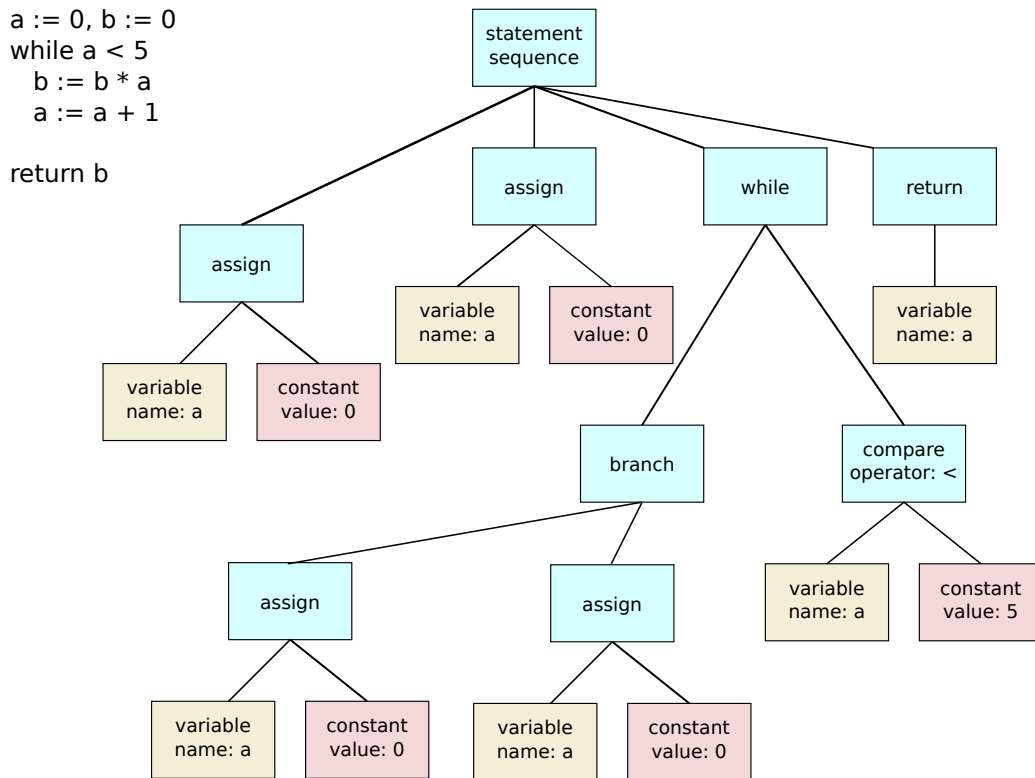 a := 0, b := 0
while a < 5
b := b * a
a := a + 1
return b
statement
sequence
assign
while
return
assign
variable
name: a
constant
value: 0
variable
name: a
variable
name: a
constant
value: 0
branch
compare
operator: <
assign
assign
variable
name: a
constant
value: 5
variable
name: a
constant
value: 0
variable
name: a
constant
value: 0